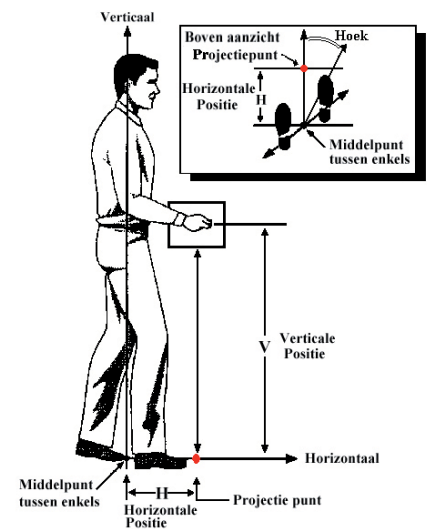 Verticaal
Boven aanzicht
Projectiepunt
Hoek
Horizontale
Positie
H
Middelpunt
tussen enkels
V
Verticale
Positie
Horizontaal
Middelpunt
tussen enkels
H
Horizontale
Positie
Projectie punt